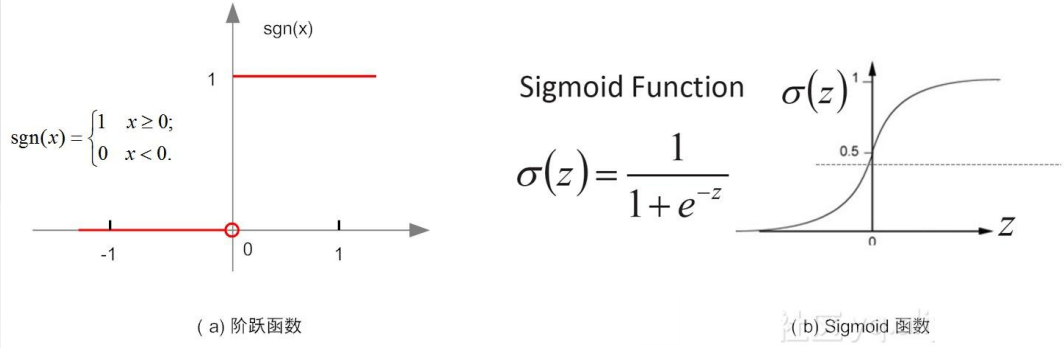 sgn(x)
1
sgn(x) = {1 x ≥ 0;
0 x < 0.
-1
0
1
(a) 阶跃函数
Sigmoid Function
σ(z) = 1 / (1 + e^{-z})
σ(z)
1
0.5
0
z
(b) Sigmoid 函数